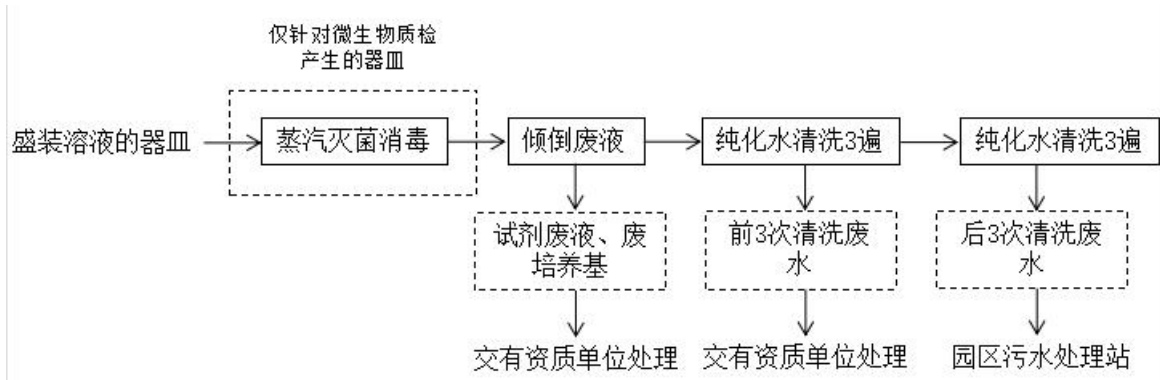 仅针对微生物质检
产生的器皿
盛装溶液的器皿
蒸汽灭菌消毒
倾倒废液
纯化水清洗3遍
纯化水清洗3遍
试剂废液、废
培养基
前3次清洗废
水
后3次清洗废
水
交有资质单位处理
交有资质单位处理
园区污水处理站